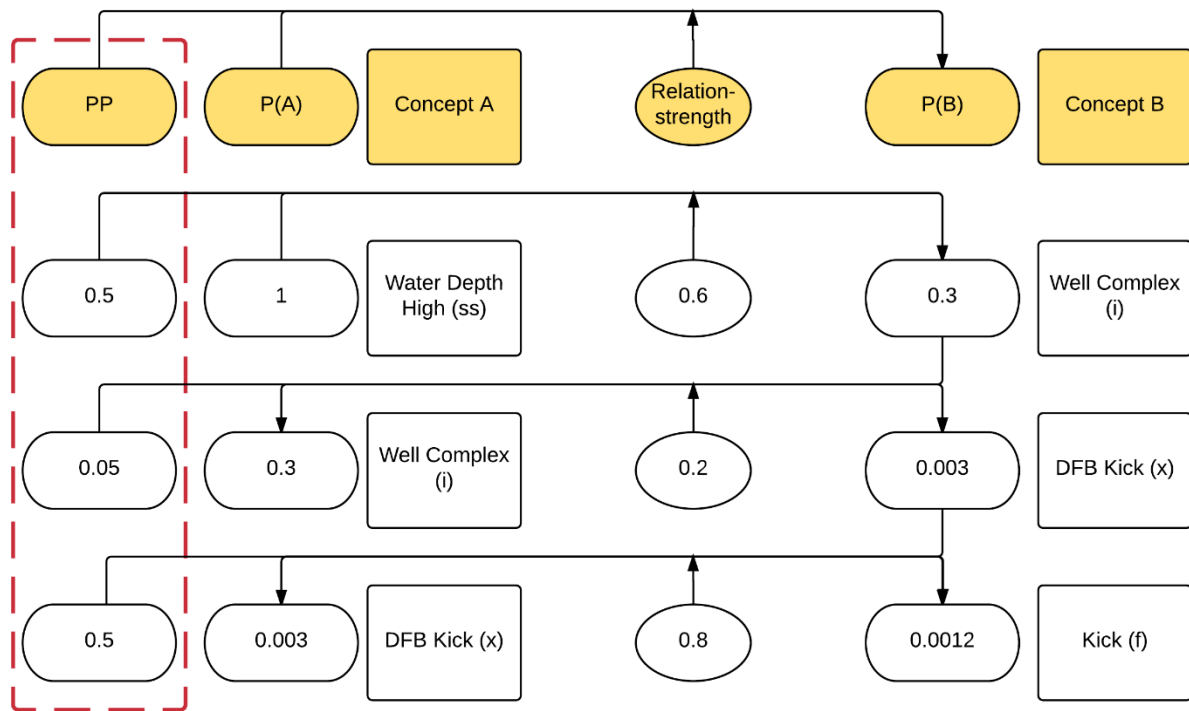 PP
P(A)
Concept A
Relation-
strength
P(B)
Concept B
0.5
1
Water Depth
High (ss)
0.6
0.3
Well Complex
(i)
0.05
0.3
Well Complex
(i)
0.2
0.003
DFB Kick (x)
0.5
0.003
DFB Kick (x)
0.8
0.0012
Kick (f)